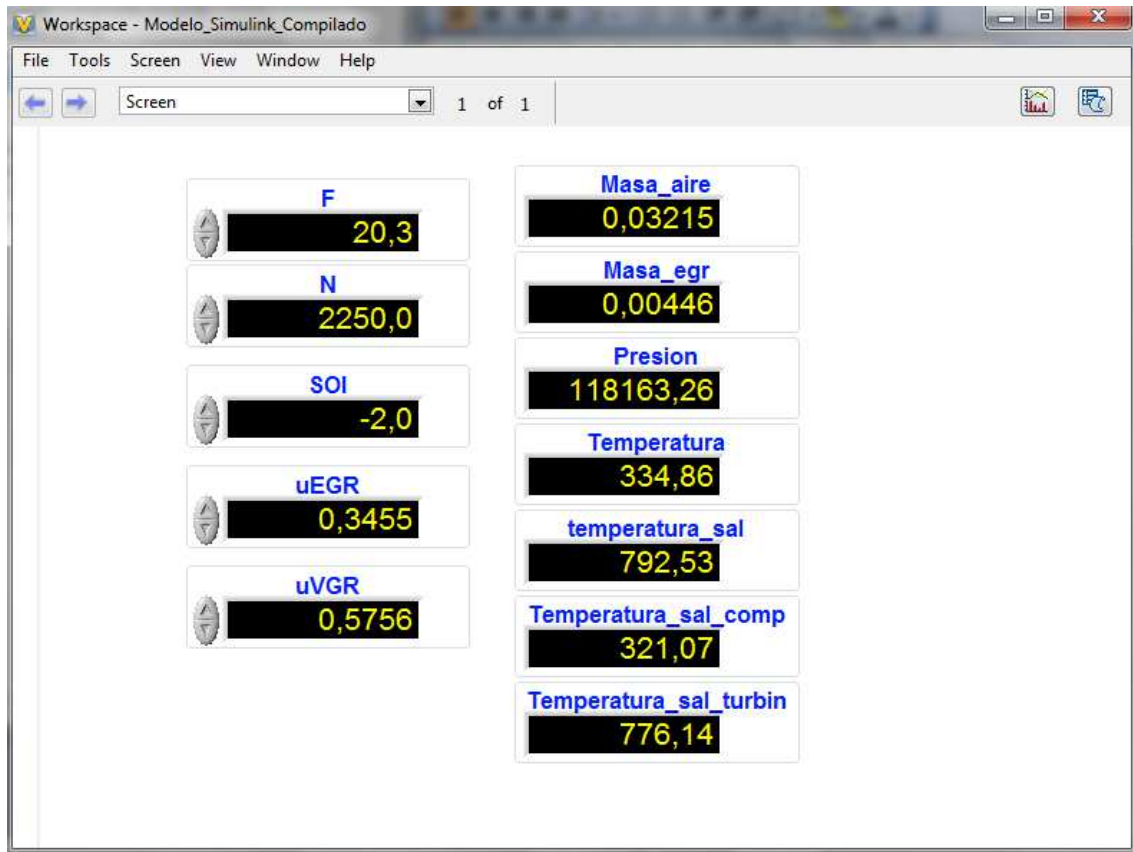 Workspace - Modelo_Simulink_Compilado
File Tools Screen View Window Help
Screen 1 of 1
F
20,3
N
2250,0
SOI
-2,0
uEGR
0,3455
uVGR
0,5756
Masa_aire
0,03215
Masa_egr
0,00446
Presion
118163,26
Temperatura
334,86
temperatura_sal
792,53
Temperatura_sal_comp
321,07
Temperatura_sal_turbin
776,14